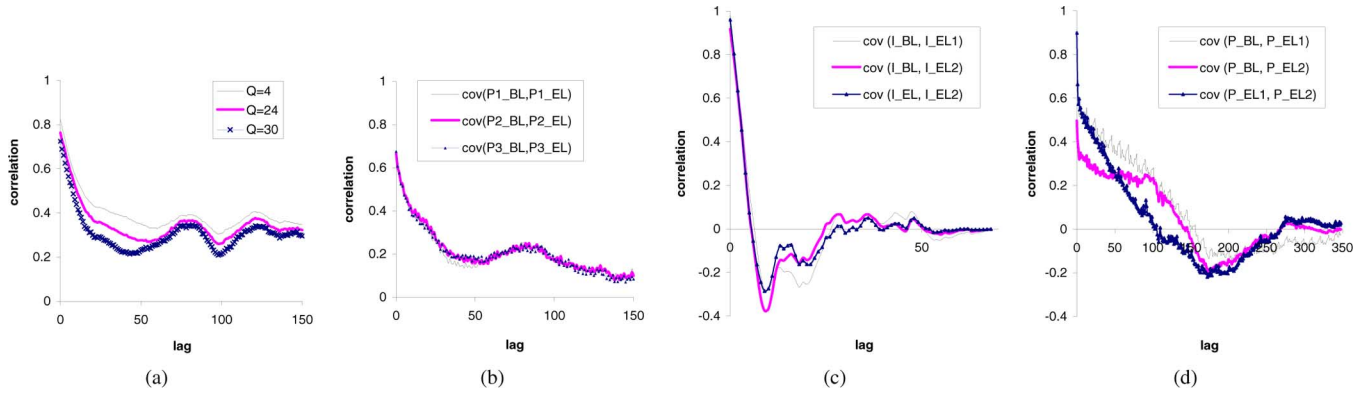 1
0.8
0.6
0.4
0.2
0
correlation
0 50 100 150
lag
Q=4
Q=24
Q=30
(a)
1
0.8
0.6
0.4
0.2
0
correlation
0 50 100 150
lag
cov(P1_BL,P1_EL)
cov(P2_BL,P2_EL)
cov(P3_BL,P3_EL)
(b)
1
0.8
0.6
0.4
0.2
0
-0.2
-0.4
correlation
0 50
lag
cov (I_BL, I_EL1)
cov (I_BL, I_EL2)
cov (I_EL, I_EL2)
(c)
1
0.8
0.6
0.4
0.2
0
-0.2
-0.4
correlation
0 50 100 150 200 250 300 350
lag
cov (P_BL, P_EL1)
cov (P_BL, P_EL2)
cov (P_EL1, P_EL2)
(d)